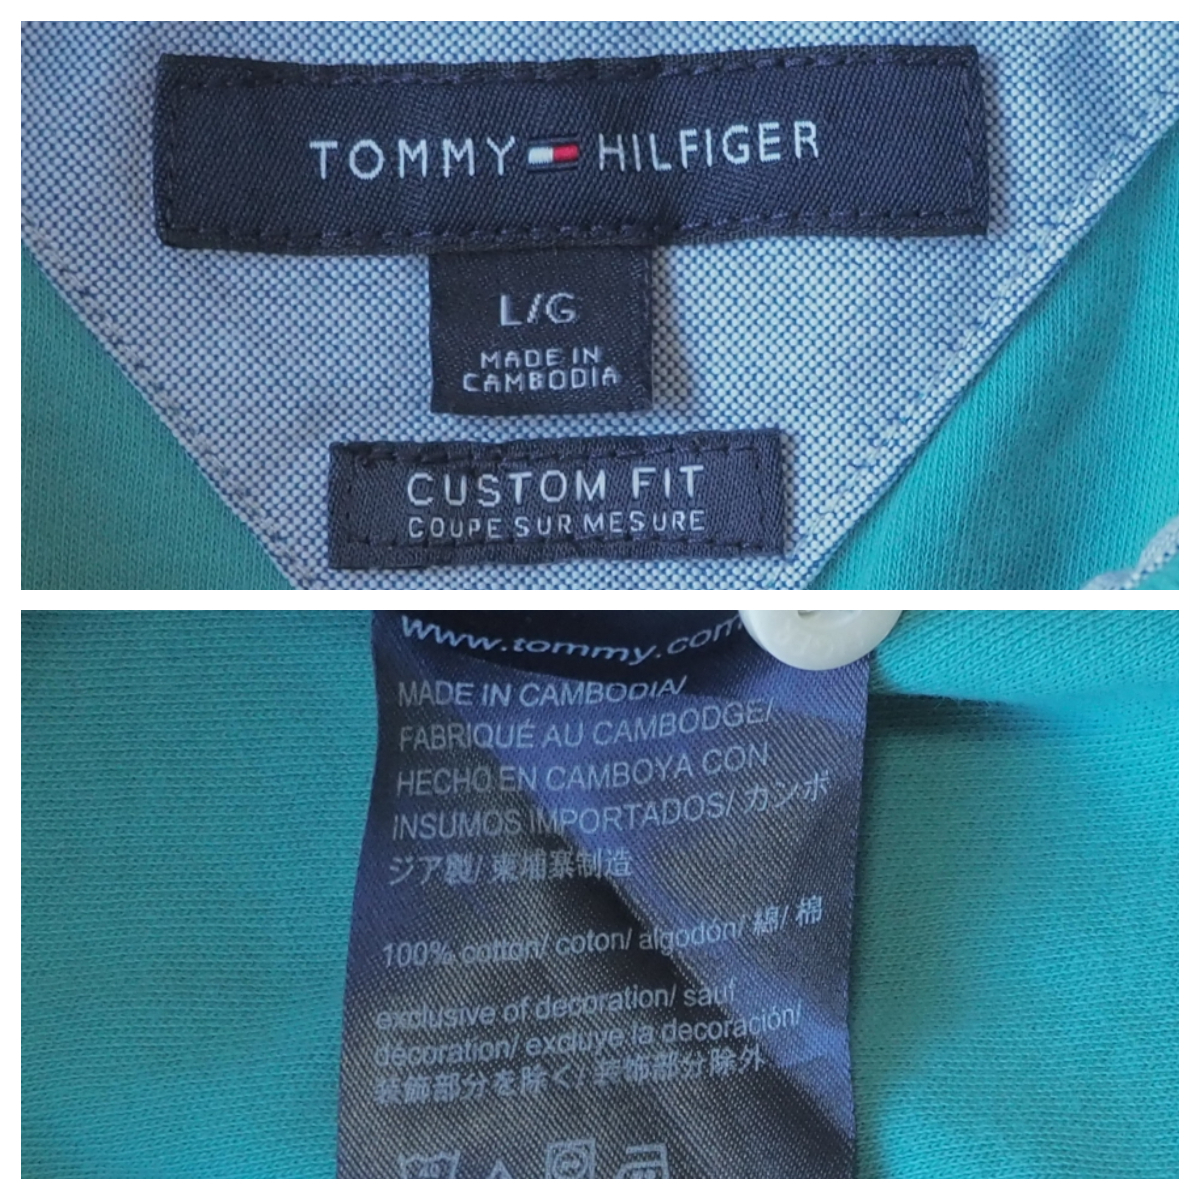 TOMMY HILFIGER
L/G
MADE IN
CAMBODIA
CUSTOM FIT
COUPE SUR MESURE
www.tommy.com
MADE IN CAMBODIA/
FABRIQUÉ AU CAMBODGE/
HECHO EN CAMBOYA CON
INSUMOS IMPORTADOS/ カンボ
ジア製/ 柬埔寨制造
100% cotton/ coton/ algodón/ 綿/ 棉
exclusive of decoration/ sauf
décoration/ excluye la decoración/
装飾部分を除く/ 装饰部分除外